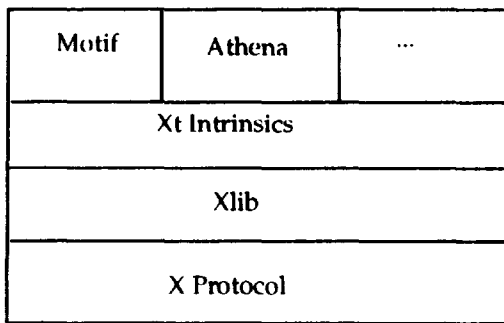 Motif Athena ...
Xt Intrinsics
Xlib
X Protocol